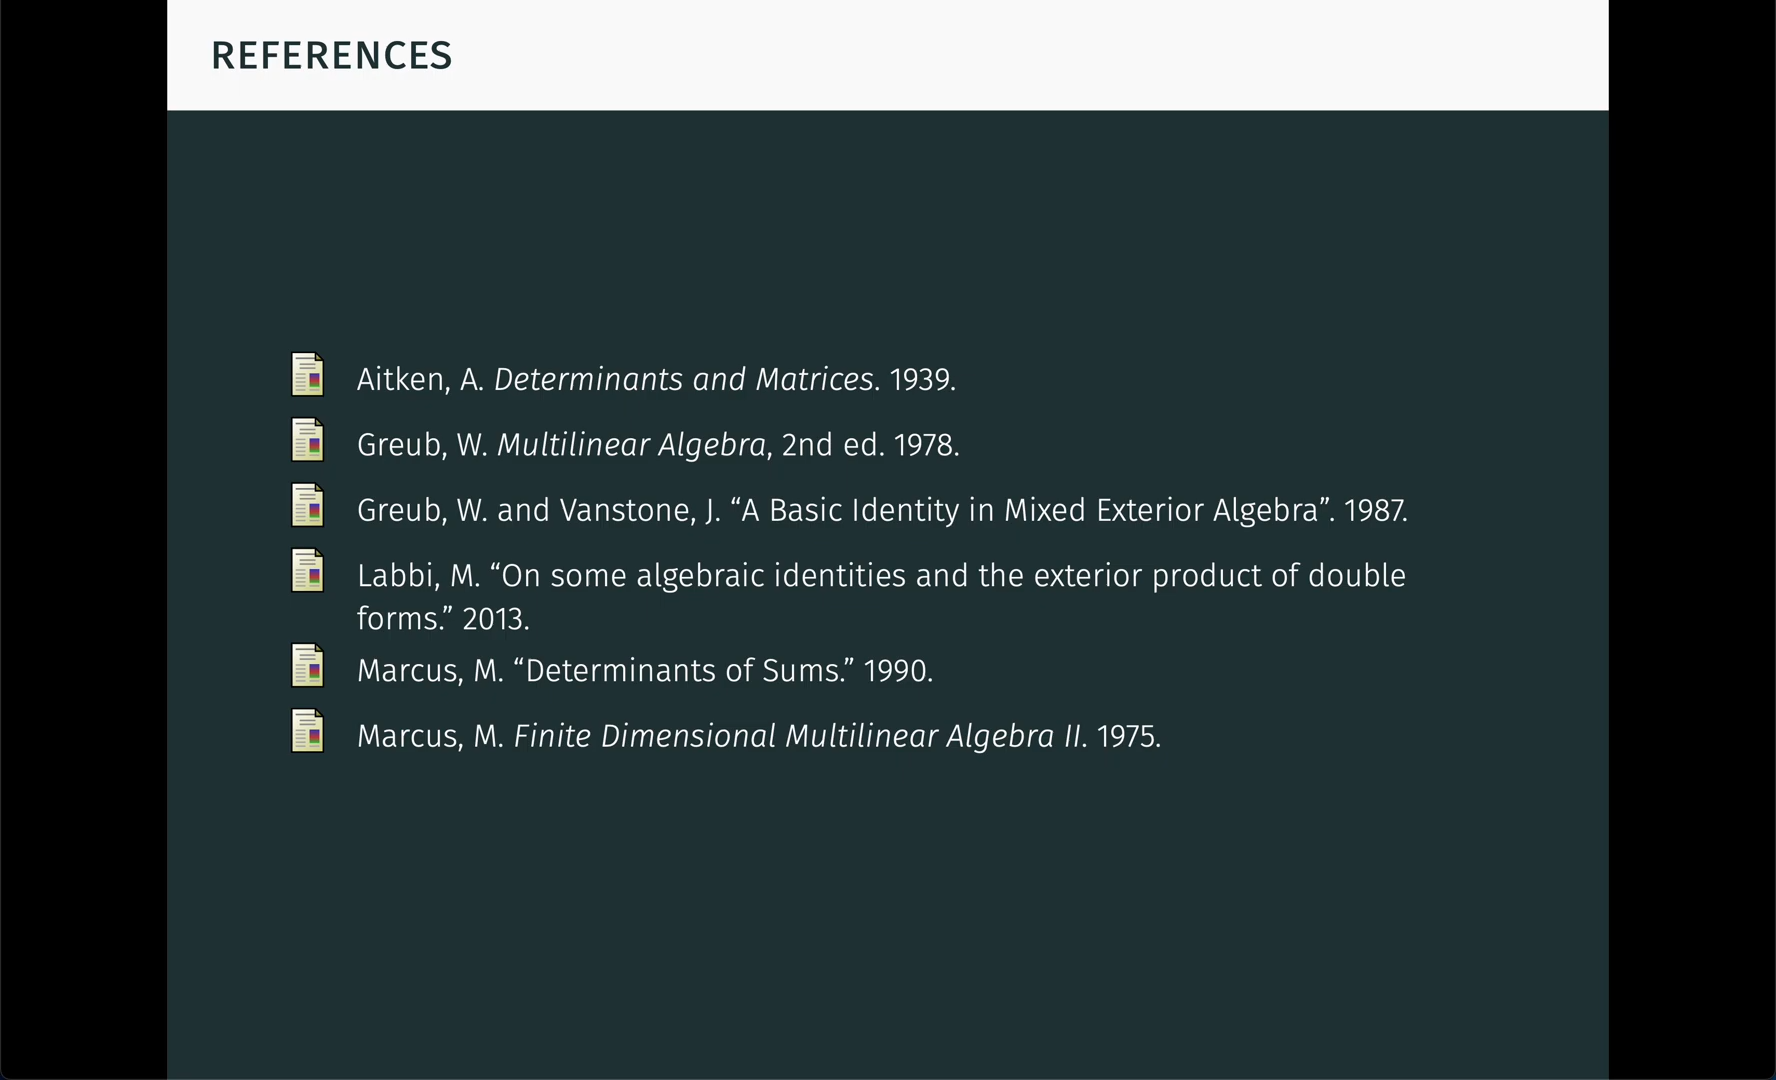 REFERENCES
Aitken, A. Determinants and Matrices. 1939.
Greub, W. Multilinear Algebra, 2nd ed. 1978.
Greub, W. and Vanstone, J. “A Basic Identity in Mixed Exterior Algebra”. 1987.
Labbi, M. “On some algebraic identities and the exterior product of double
forms.” 2013.
Marcus, M. “Determinants of Sums.” 1990.
Marcus, M. Finite Dimensional Multilinear Algebra II. 1975.